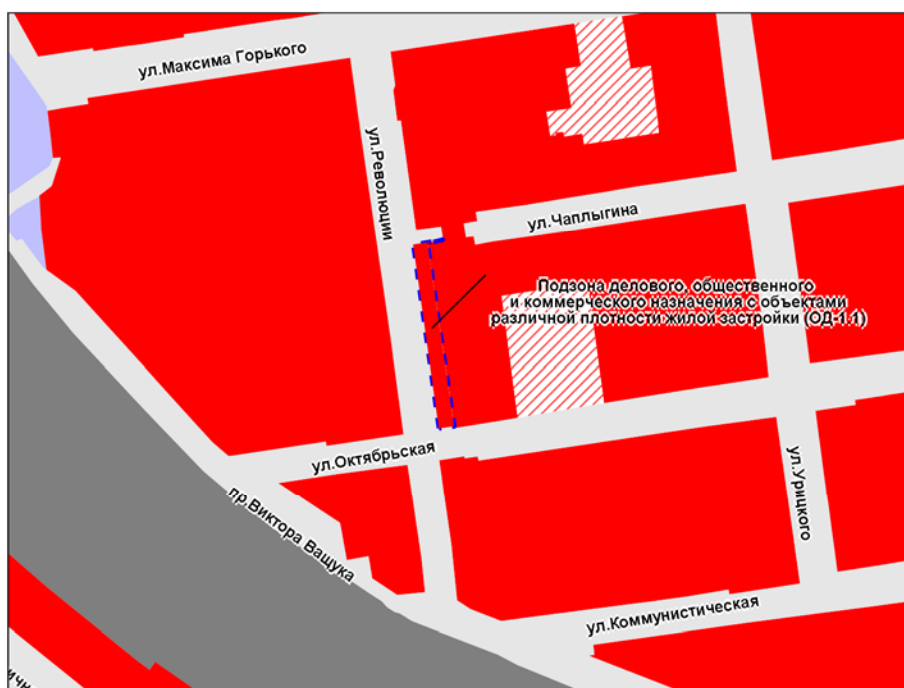 ул.Максима Горького
ул.Революции
ул.Чаплыгина
Подзона делового, общественного
и коммерческого назначения с объектами
различной плотности жилой застройки (ОД-1.1)
ул.Октябрьская
ул.Урицкого
пр.Виктора Ващука
ул.Коммунистическая